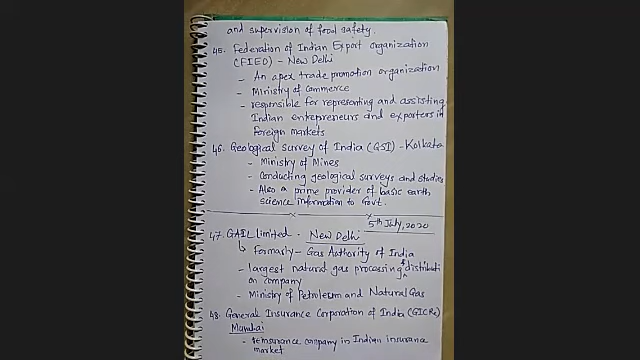 and supervision of food safety.
45. Federation of Indian Export Organization
(FIEO) - New Delhi
- An apex trade promotion organization
- Ministry of Commerce
- responsible for representing and assisting
Indian entrepreneurs and exporters in
foreign markets
46. Geological Survey of India (GSI) - Kolkata
- Ministry of Mines
- Conducting geological surveys and studies
- Also a prime provider of basic earth
science information to Govt.
5th July, 2020
47. GAIL Limited - New Delhi
Formarly - Gas Authority of India
- largest natural gas processing & distributi
on company
- Ministry of Petroleum and Natural Gas
48. General Insurance Corporation of India (GICRe)
Mumbai
- reinsurance company in Indian insurance
market